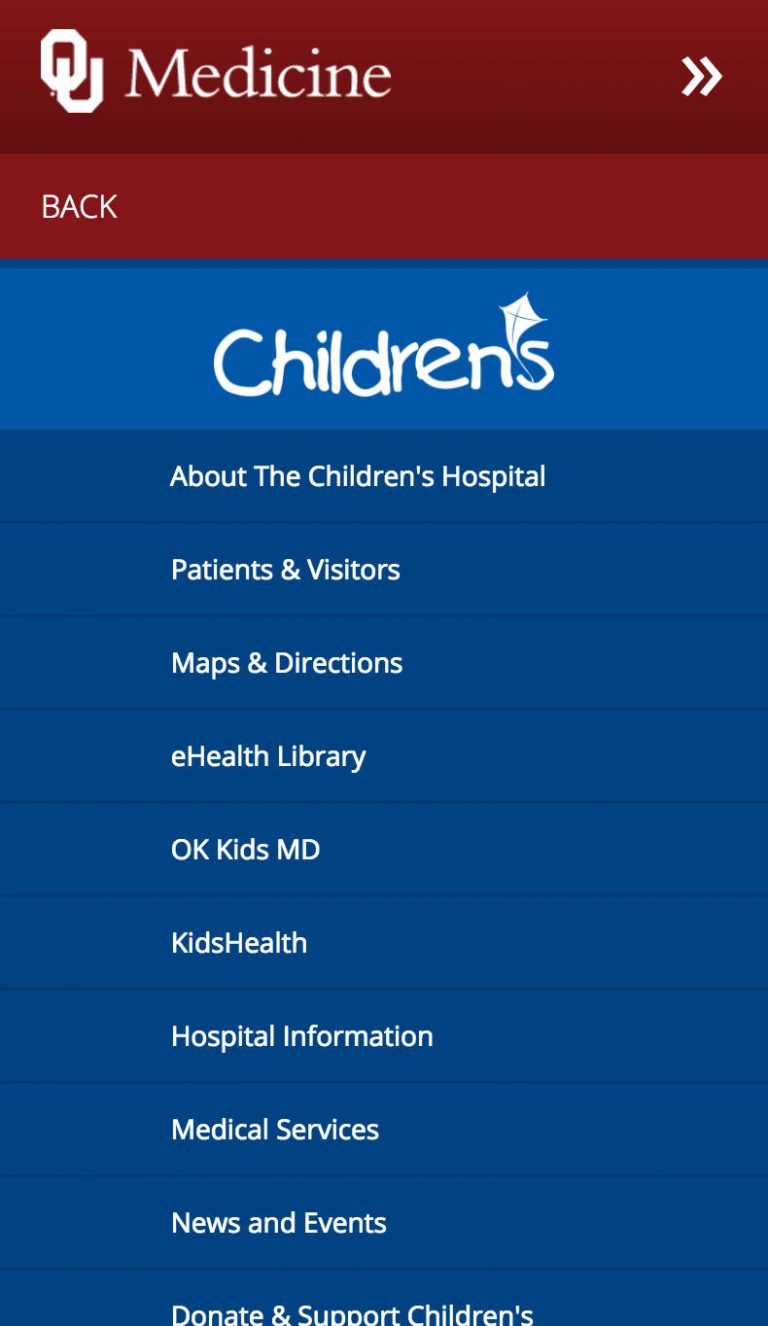 OU Medicine
BACK
Children's
About The Children's Hospital
Patients & Visitors
Maps & Directions
eHealth Library
OK Kids MD
KidsHealth
Hospital Information
Medical Services
News and Events
Donate & Support Children's